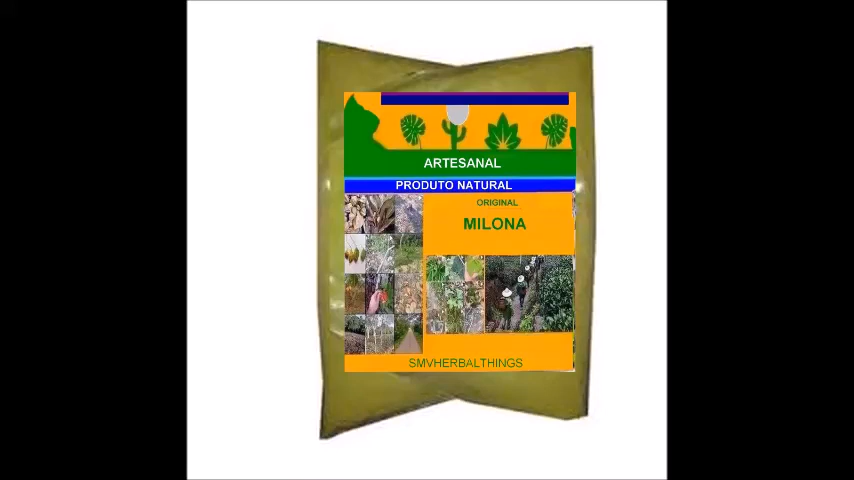 ARTESANAL
PRODUTO NATURAL
ORIGINAL
MILONA
SMVHERBALTHINGS